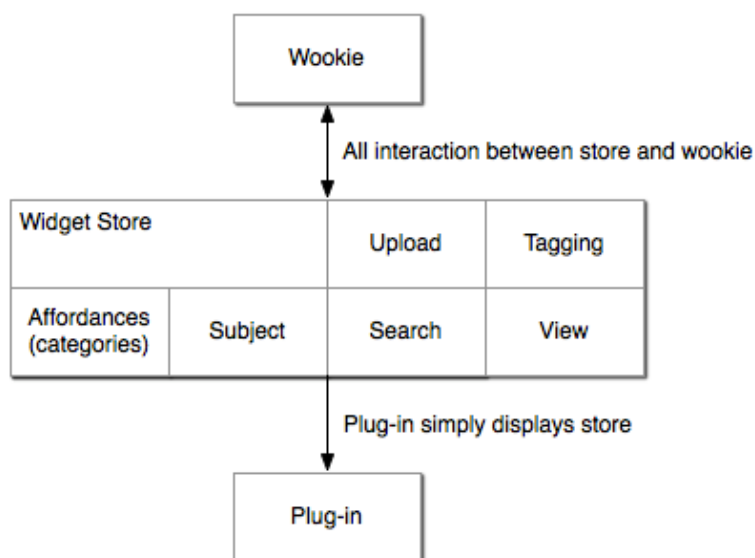 Wookie
All interaction between store and wookie
Widget Store
Upload
Tagging
Affordances
(categories)
Subject
Search
View
Plug-in simply displays store
Plug-in